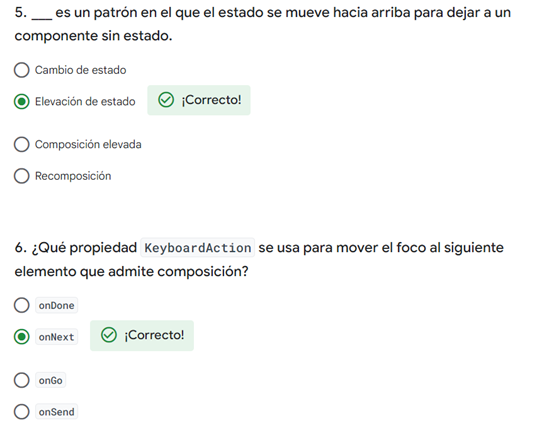 5. ___ es un patrón en el que el estado se mueve hacia arriba para dejar a un
componente sin estado.
Cambio de estado
Elevación de estado ¡Correcto!
Composición elevada
Recomposición
6. ¿Qué propiedad KeyboardAction se usa para mover el foco al siguiente
elemento que admite composición?
onDone
onNext ¡Correcto!
onGo
onSend